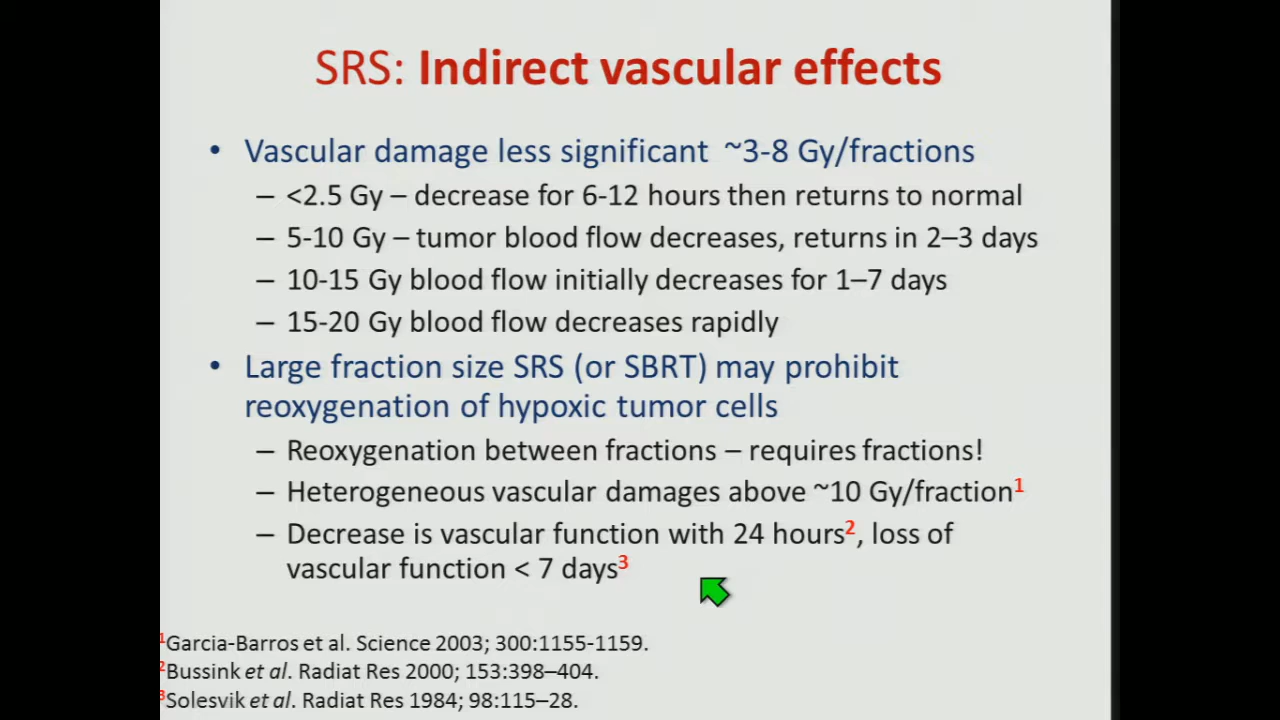 SRS: Indirect vascular effects
• Vascular damage less significant ~3-8 Gy/fractions
– <2.5 Gy – decrease for 6-12 hours then returns to normal
– 5-10 Gy – tumor blood flow decreases, returns in 2–3 days
– 10-15 Gy blood flow initially decreases for 1–7 days
– 15-20 Gy blood flow decreases rapidly
• Large fraction size SRS (or SBRT) may prohibit
reoxygenation of hypoxic tumor cells
– Reoxygenation between fractions – requires fractions!
– Heterogeneous vascular damages above ~10 Gy/fraction1
– Decrease is vascular function with 24 hours2, loss of
vascular function < 7 days3
1Garcia-Barros et al. Science 2003; 300:1155-1159.
2Bussink et al. Radiat Res 2000; 153:398–404.
3Solesvik et al. Radiat Res 1984; 98:115–28.